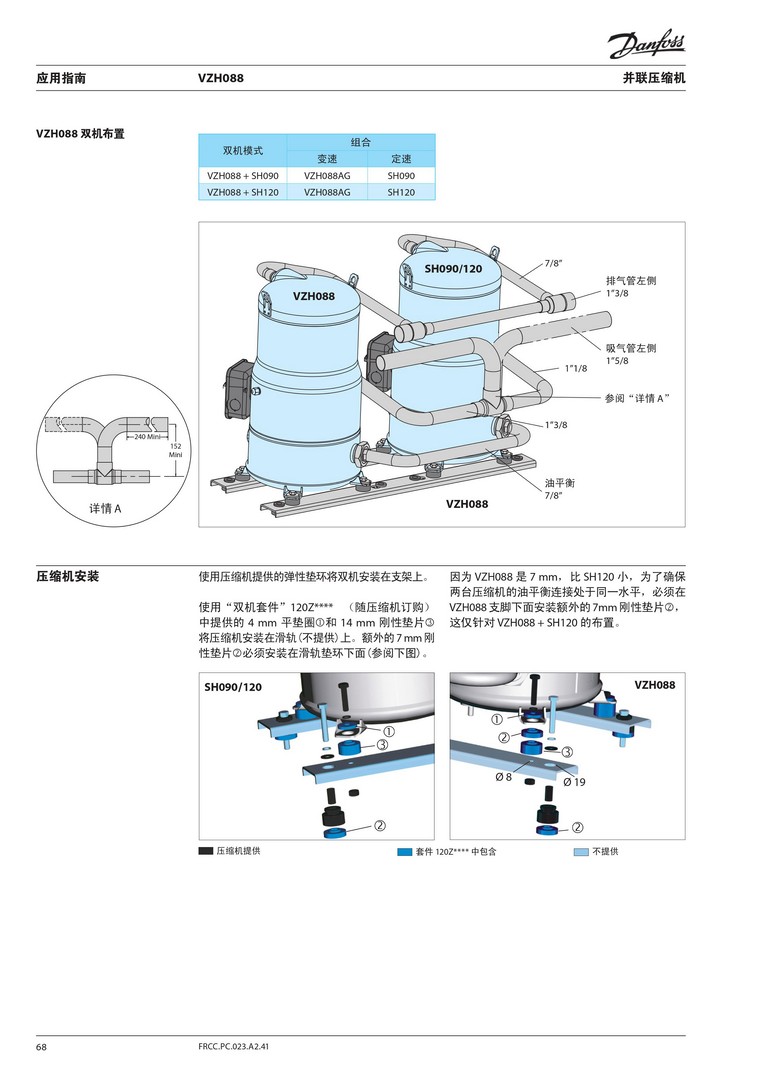 Danfoss
应用指南 VZH088 并联压缩机
VZH088 双机布置
双机模式 组合
变速 定速
VZH088 + SH090 VZH088AG SH090
VZH088 + SH120 VZH088AG SH120
SH090/120
VZH088
7/8"
排气管左侧
1"3/8
吸气管左侧
1"5/8
1"1/8
参阅“详情 A”
1"3/8
油平衡
7/8"
VZH088
240 Mini
152
Mini
详情 A
压缩机安装
使用压缩机提供的弹性垫环将双机安装在支架上。
使用“双机套件”120Z**** （随压缩机订购）
中提供的 4 mm 平垫圈①和 14 mm 刚性垫片③
将压缩机安装在滑轨(不提供)上。额外的 7 mm 刚
性垫片②必须安装在滑轨垫环下面(参阅下图)。
因为 VZH088 是 7 mm，比 SH120 小，为了确保
两台压缩机的油平衡连接处于同一水平，必须在
VZH088 支脚下面安装额外的 7mm 刚性垫片②，
这仅针对 VZH088 + SH120 的布置。
SH090/120
①
③
②
VZH088
①
②
③
Ø 8
Ø 19
②
压缩机提供
套件 120Z**** 中包含
不提供
68 FRCC.PC.023.A2.41